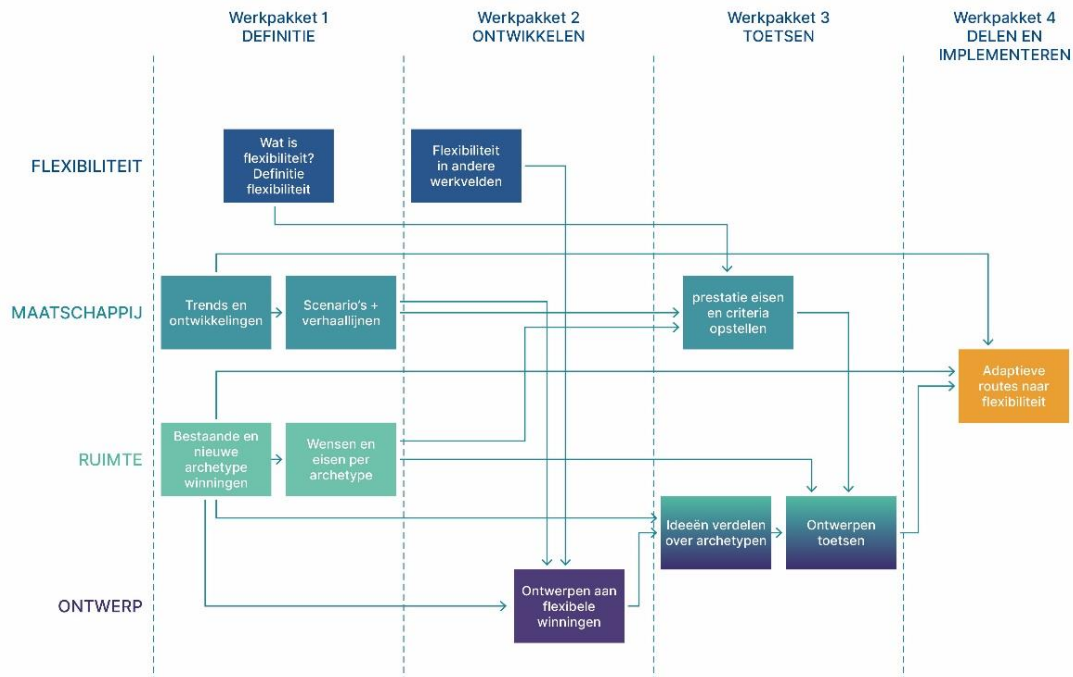 Werkpakket 1
DEFINITIE
Werkpakket 2
ONTWIKKELEN
Werkpakket 3
TOETSEN
Werkpakket 4
DELEN EN
IMPLEMENTEREN
FLEXIBILITEIT
Wat is
flexibiliteit?
Definitie
flexibiliteit
Flexibiliteit
in andere
werkvelden
MAATSCHAPPIJ
Trends en
ontwikkelingen
Scenario's +
verhaallijnen
prestatie eisen
en criteria
opstellen
Adaptieve
routes naar
flexibiliteit
RUIMTE
Bestaande en
nieuwe
archetype
winningen
Wensen en
eisen per
archetype
Ideeën verdelen
over archetypen
Ontwerpen
toetsen
ONTWERP
Ontwerpen aan
flexibele
winningen